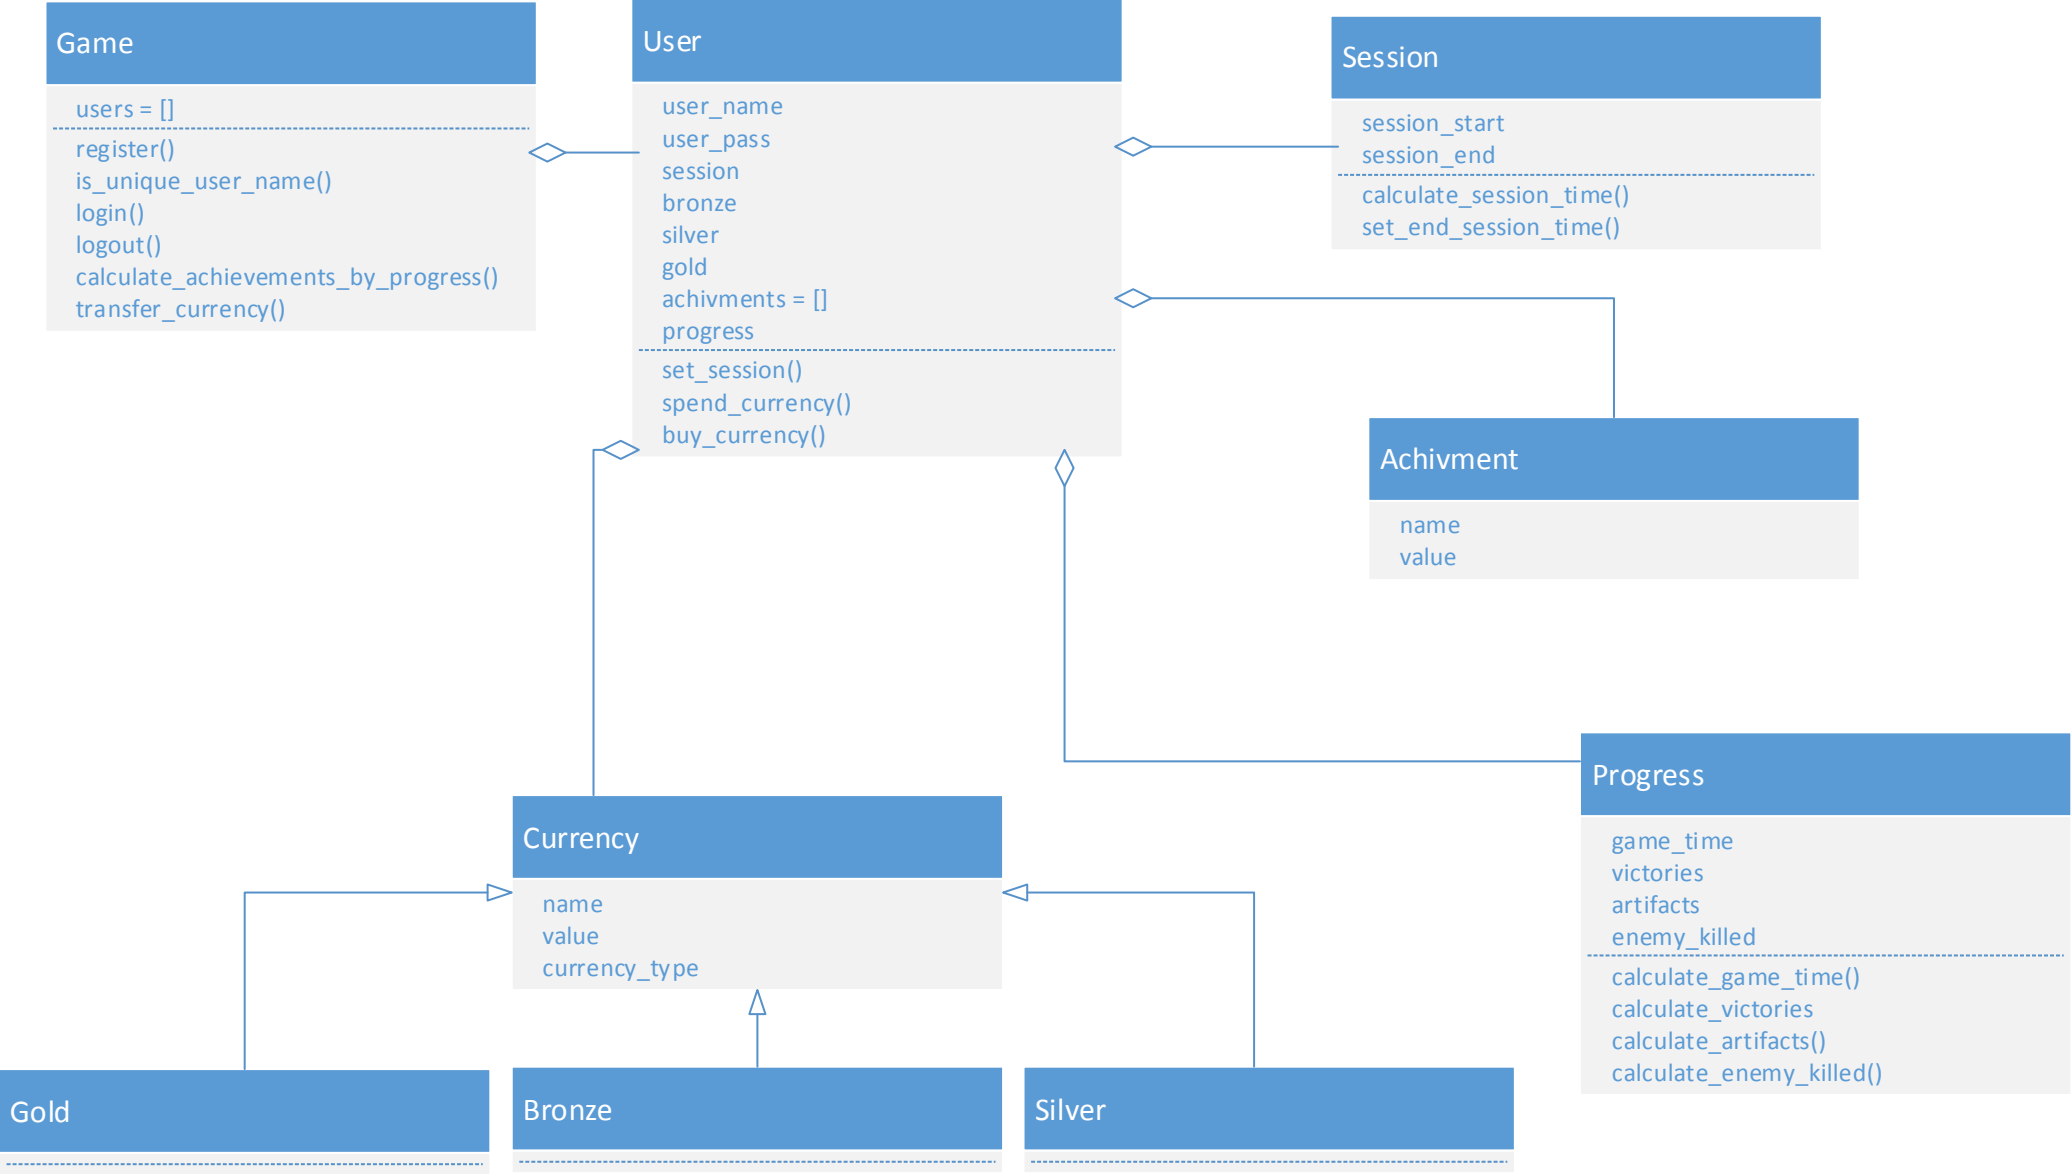 Game
users = []
register()
is_unique_user_name()
login()
logout()
calculate_achievements_by_progress()
transfer_currency()
User
user_name
user_pass
session
bronze
silver
gold
achivments = []
progress
set_session()
spend_currency()
buy_currency()
Session
session_start
session_end
calculate_session_time()
set_end_session_time()
Achivment
name
value
Progress
game_time
victories
artifacts
enemy_killed
calculate_game_time()
calculate_victories
calculate_artifacts()
calculate_enemy_killed()
Currency
name
value
currency_type
Gold
Bronze
Silver